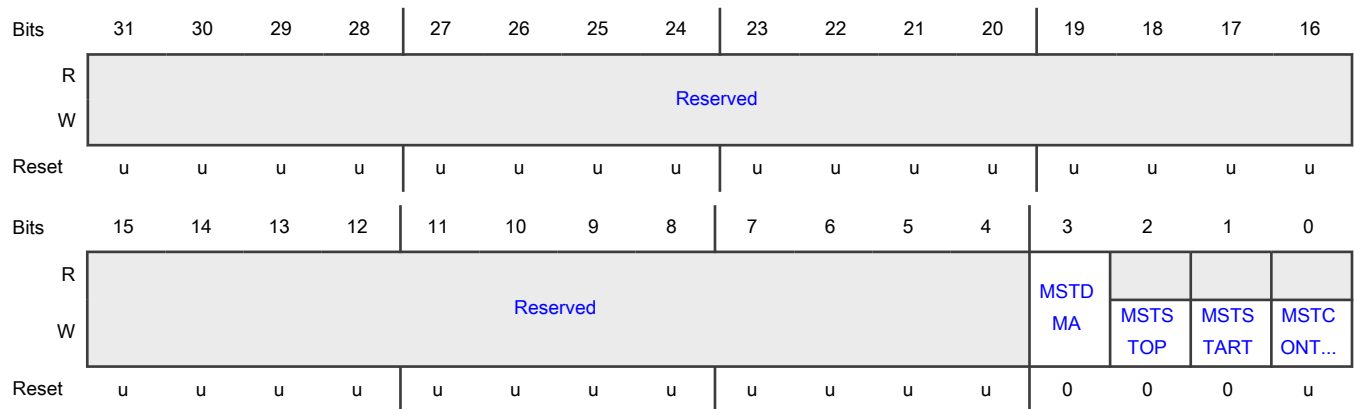 Bits 31 30 29 28 27 26 25 24 23 22 21 20 19 18 17 16
R
Reserved
W
Reset u u u u u u u u u u u u u u u u
Bits 15 14 13 12 11 10 9 8 7 6 5 4 3 2 1 0
R
Reserved
W
MSTD
MA
MSTS
TOP
MSTS
TART
MSTC
ONT...
Reset u u u u u u u u u u u u 0 0 0 u